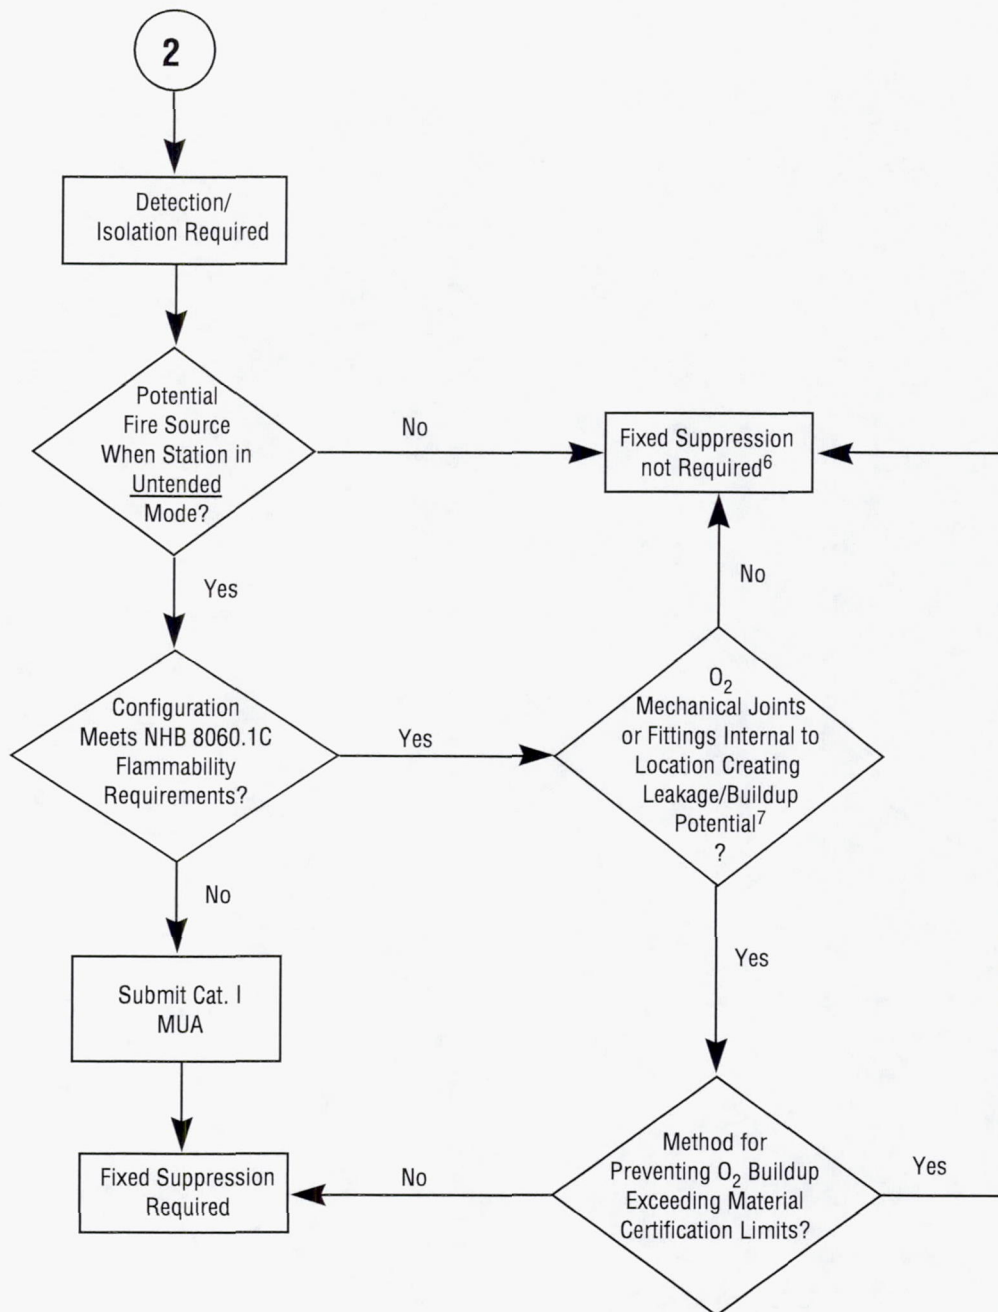 2
Detection/
Isolation Required
Potential
Fire Source
When Station in
Untended
Mode?
No
Fixed Suppression
not Required⁶
Yes
No
Configuration
Meets NHB 8060.1C
Flammability
Requirements?
Yes
O₂
Mechanical Joints
or Fittings Internal to
Location Creating
Leakage/Buildup
Potential⁷
?
No
Yes
Submit Cat. I
MUA
Method for
Preventing O₂ Buildup
Exceeding Material
Certification Limits?
Yes
No
Fixed Suppression
Required